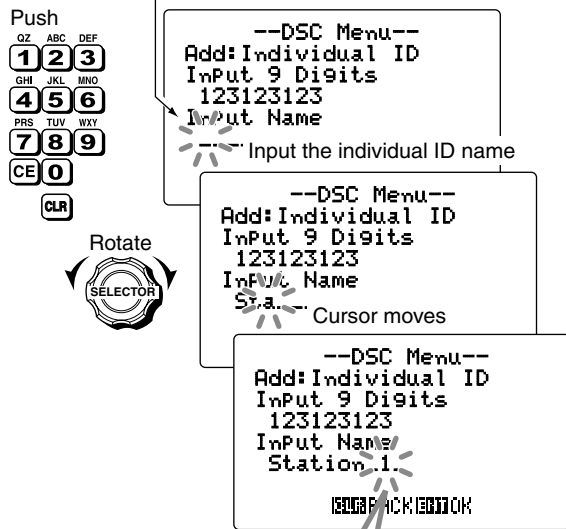 Push
QZ ABC DEF
1 2 3
GHI JKL MNO
4 5 6
PRS TUV WXY
7 8 9
CE 0
CLR
Rotate
SELECTOR
--DSC Menu--
Add:Individual ID
InPut 9 Digits
123123123
InPut Name
Input the individual ID name
--DSC Menu--
Add:Individual ID
InPut 9 Digits
123123123
InPut Name
Sta
Cursor moves
--DSC Menu--
Add:Individual ID
InPut 9 Digits
123123123
InPut Name
Station 1
BACK OK